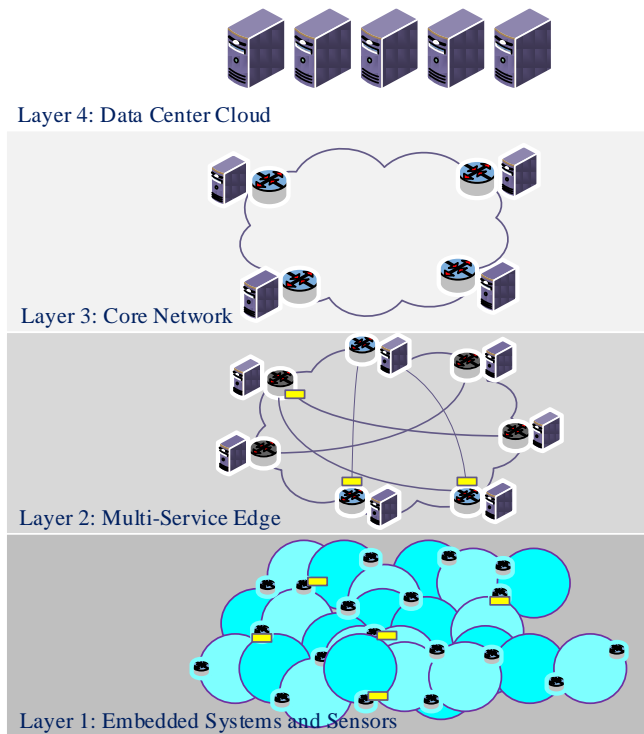 Layer 4: Data Center Cloud
Layer 3: Core Network
Layer 2: Multi-Service Edge
Layer 1: Embedded Systems and Sensors